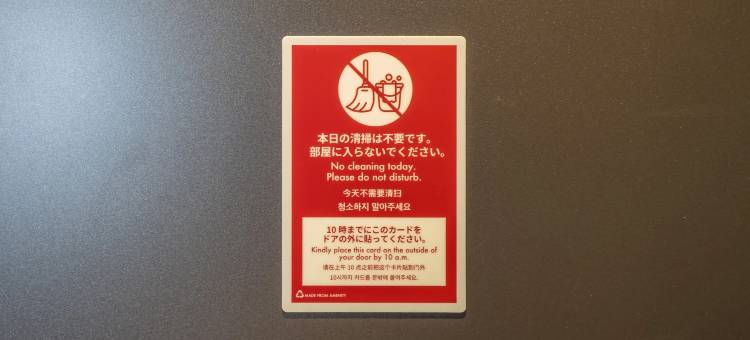 本日の清掃は不要です。
部屋に入らないでください。
No cleaning today.
Please do not disturb.
今天不需要清扫
청소하지 말아주세요
10時までにこのカードを
ドアの外に貼ってください。
Kindly place this card on the outside of
your door by 10 a.m.
请在上午 10 点之前把这个卡片贴到门外
10시까지 카드를 문밖에 붙여주세요.
MADE FROM AMENITY